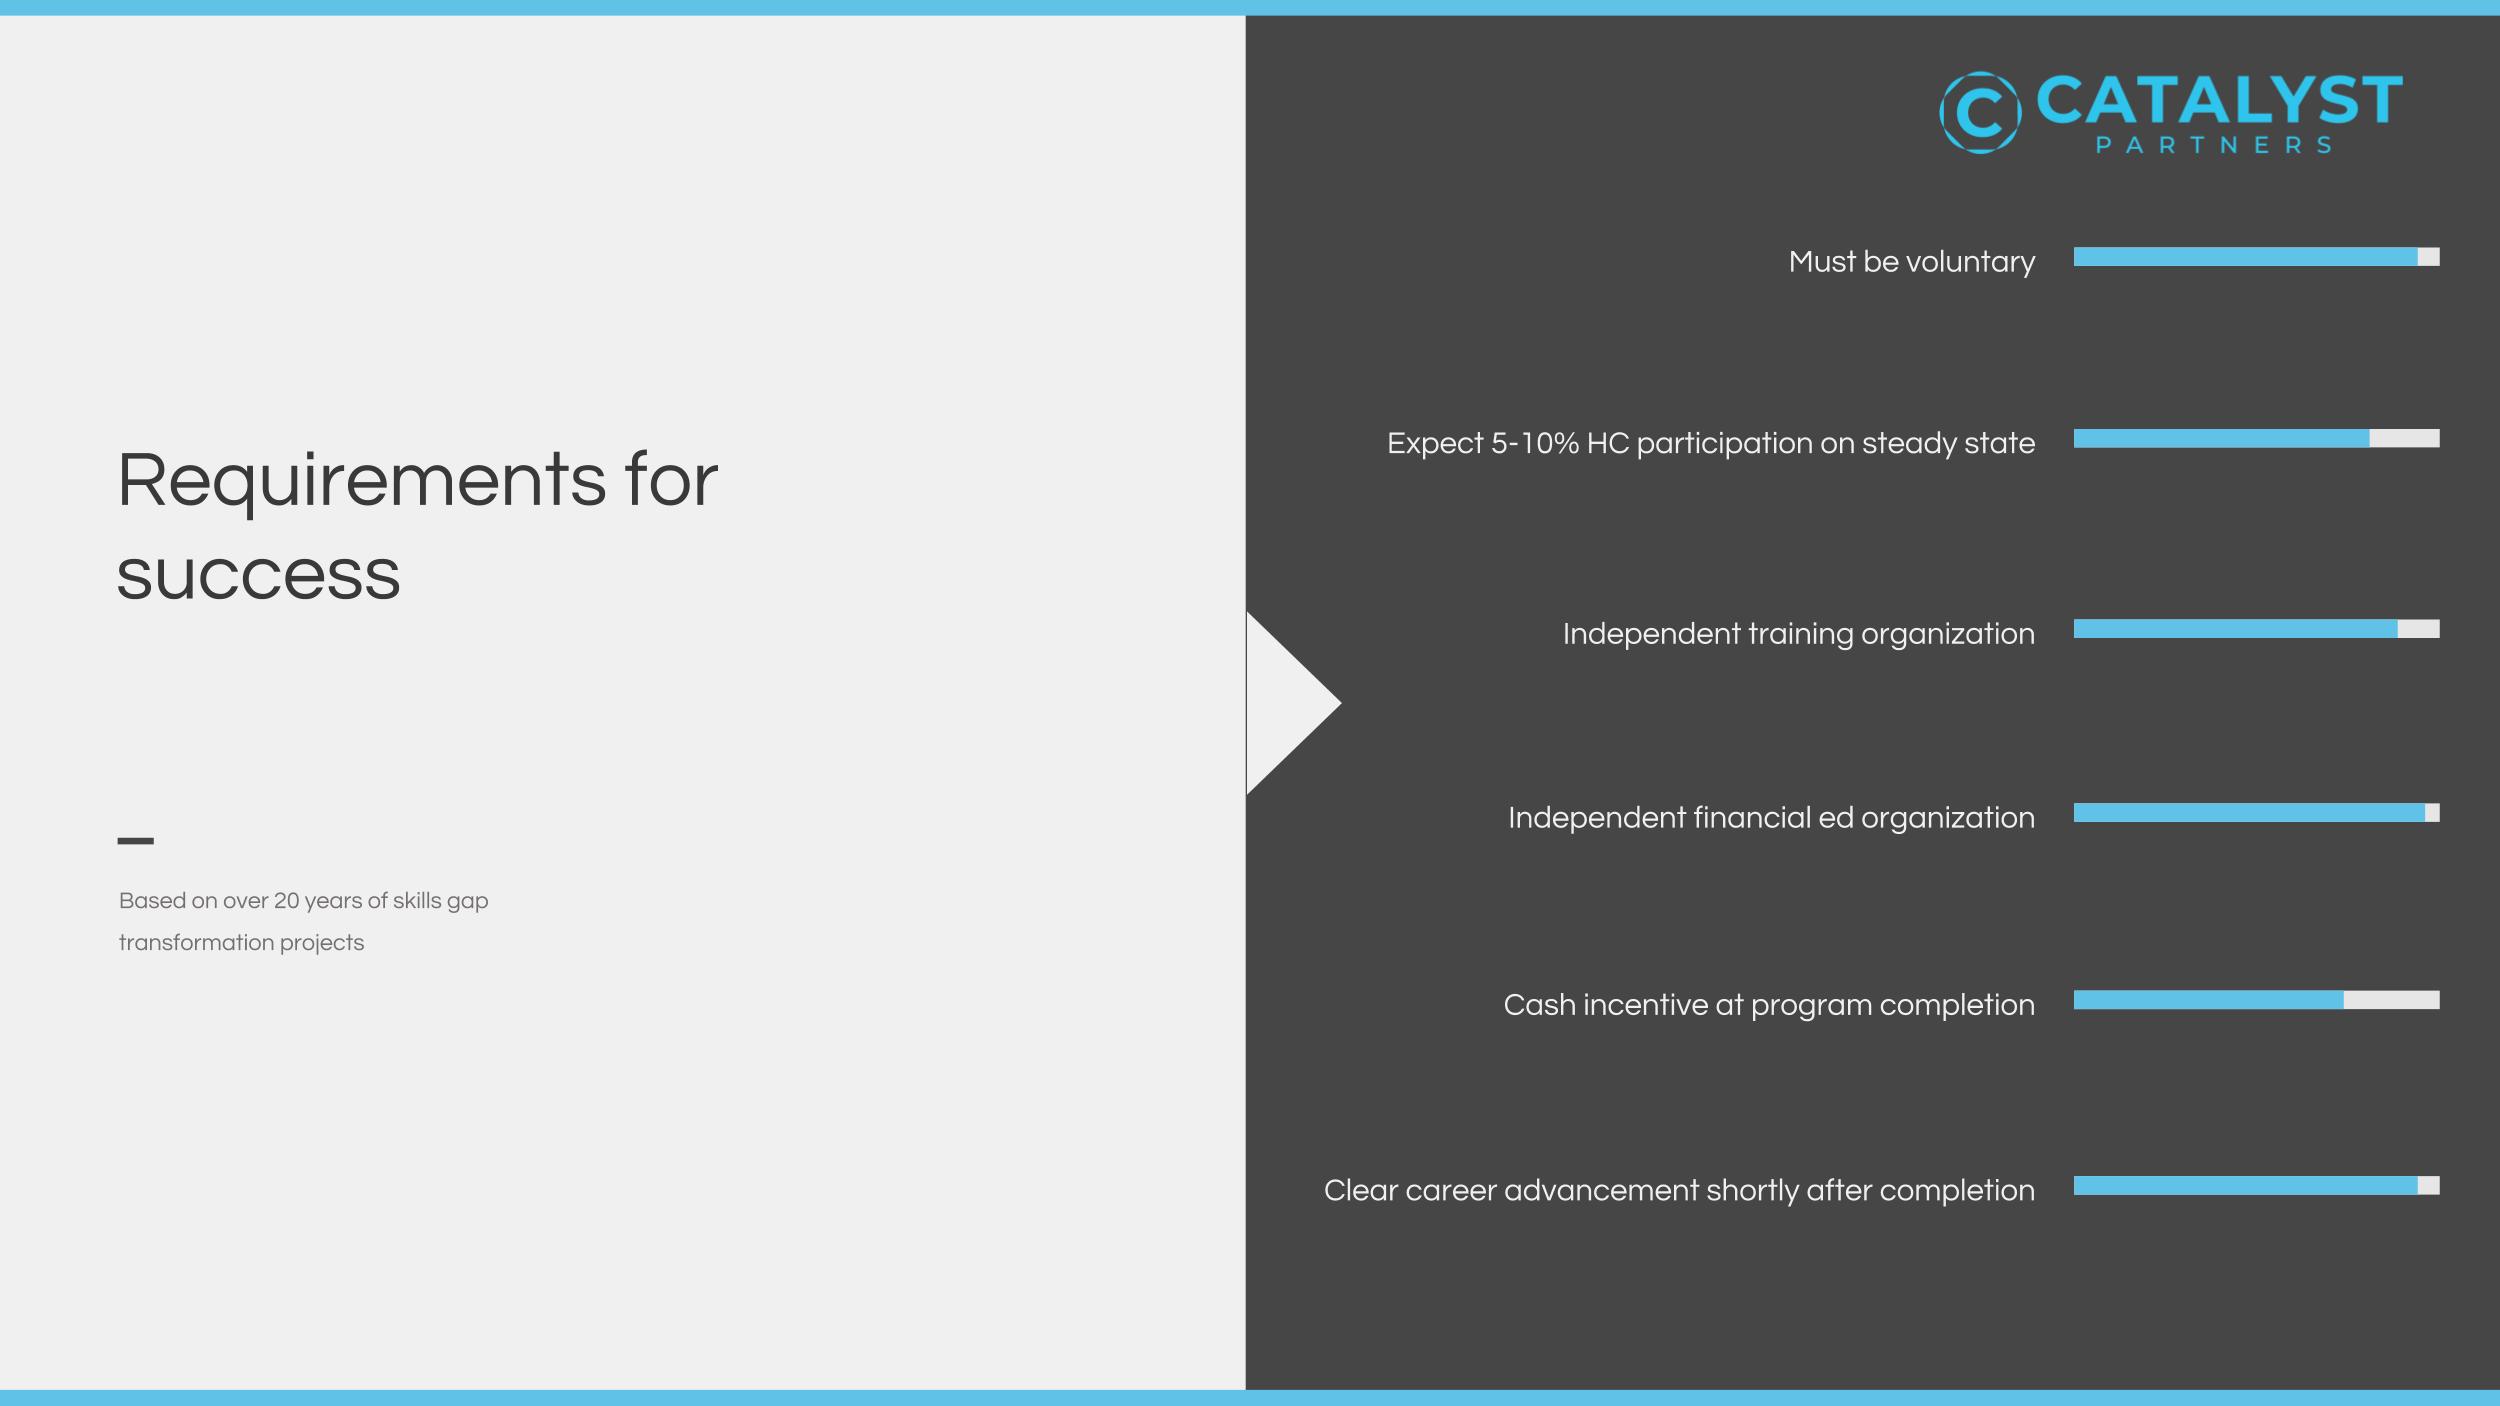 Requirements for
success
Based on over 20 years of skills gap
transformation projects
C CATALYST
PARTNERS
Must be voluntary
Expect 5-10% HC participation on steady state
Independent training organization
Independent financial ed organization
Cash incentive at program completion
Clear career advancement shortly after completion